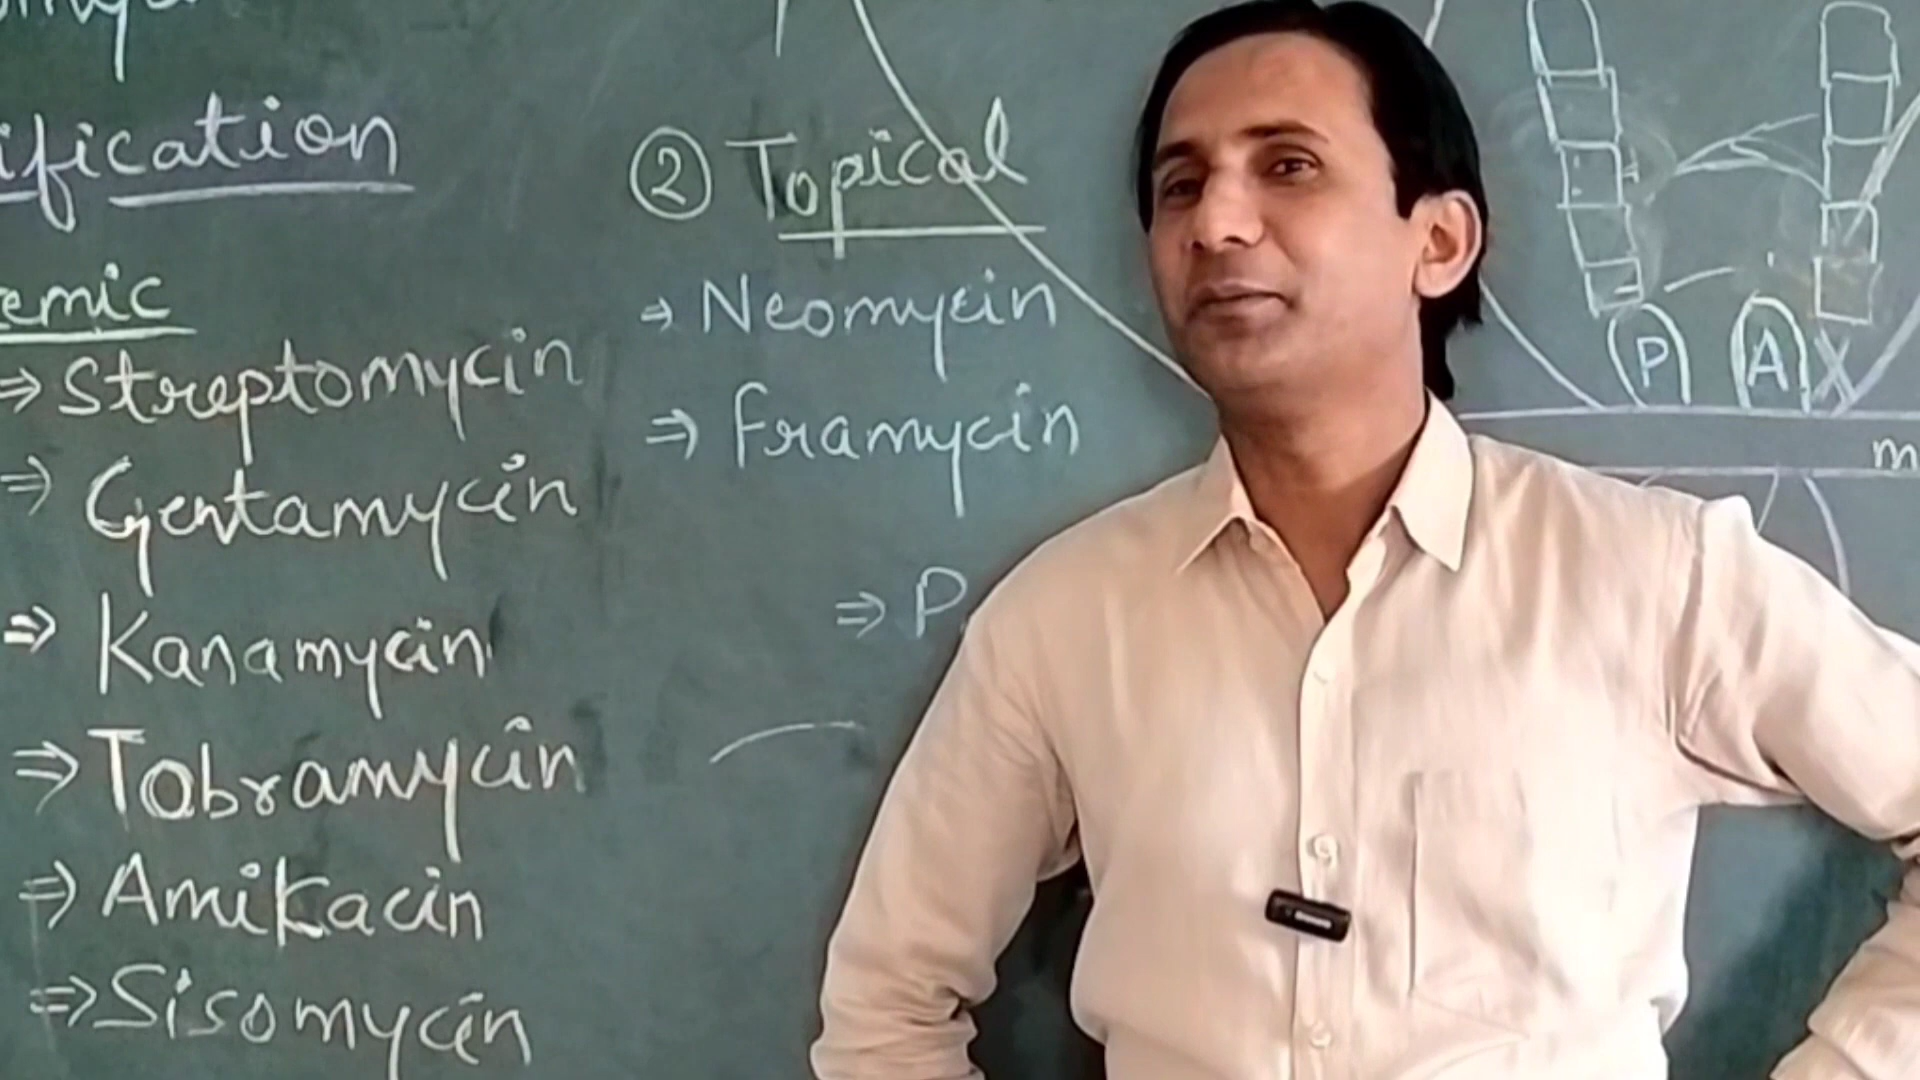 ification
emic
⇒ Streptomycin
⇒ Gentamycin
⇒ Kanamycin
⇒ Tobramycin
⇒ Amikacin
⇒ Sisomycin
② Topical
⇒ Neomycin
⇒ Framycin
⇒ P
P A
m